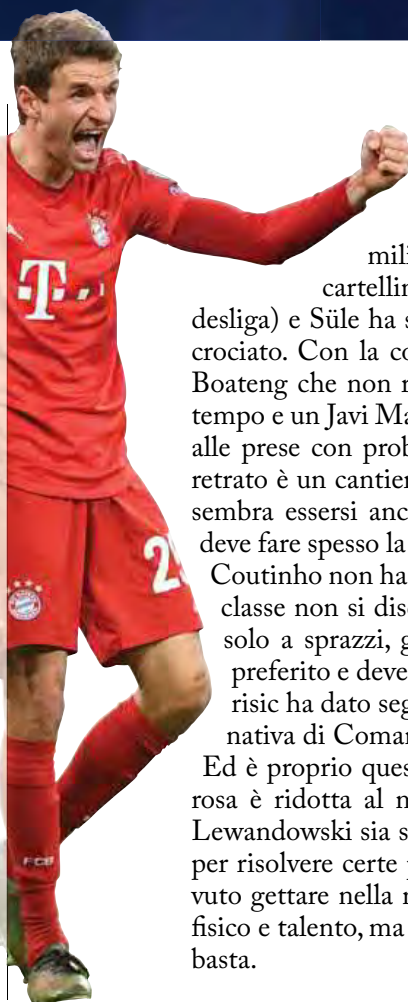 mili
cartellin
desliga) e Süle ha s
crociato. Con la co
Boateng che non r
tempo e un Javi Ma
alle prese con prob
retrato è un cantier
sembra essersi anc
deve fare spesso la
Coutinho non ha
classe non si disc
solo a sprazzi, g
preferito e deve
risic ha dato seg
nativa di Coman
Ed è proprio ques
rosa è ridotta al m
Lewandowski sia s
per risolvere certe p
vuto gettare nella m
fisico e talento, ma
basta.
T
FCB